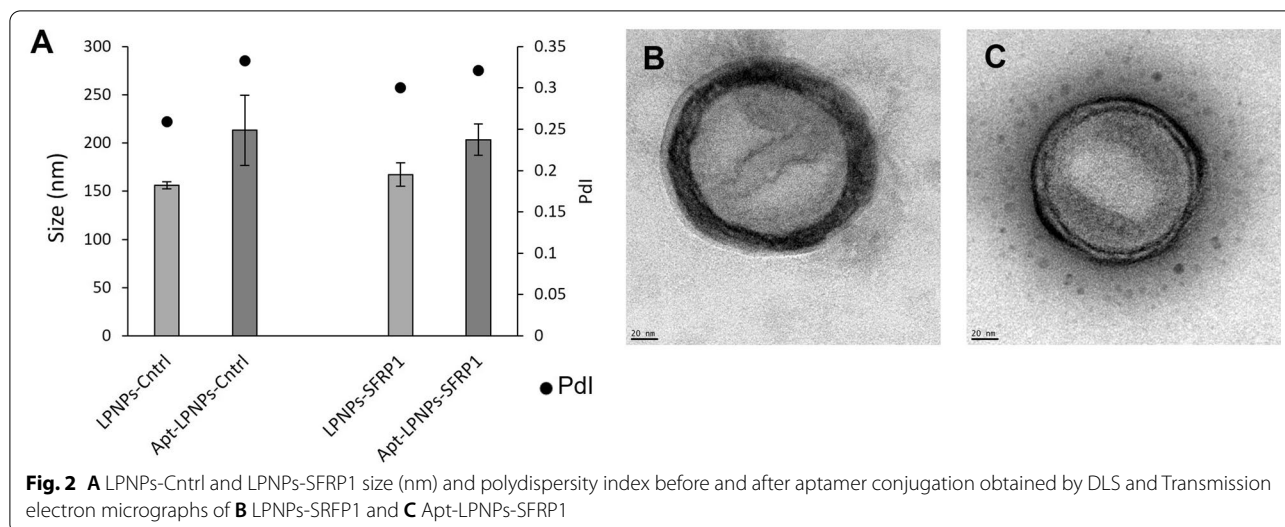 A
300
250
200
150
100
50
0
Size (nm)
0.35
0.3
0.25
0.2
0.15
0.1
0.05
0
PdI
LPNPs-Cntrl
Apt-LPNPs-Cntrl
LPNPs-SFRP1
Apt-LPNPs-SFRP1
PdI
B
20 nm
C
20 nm
Fig. 2 A LPNPs-Cntrl and LPNPs-SFRP1 size (nm) and polydispersity index before and after aptamer conjugation obtained by DLS and Transmission
electron micrographs of B LPNPs-SRFP1 and C Apt-LPNPs-SFRP1